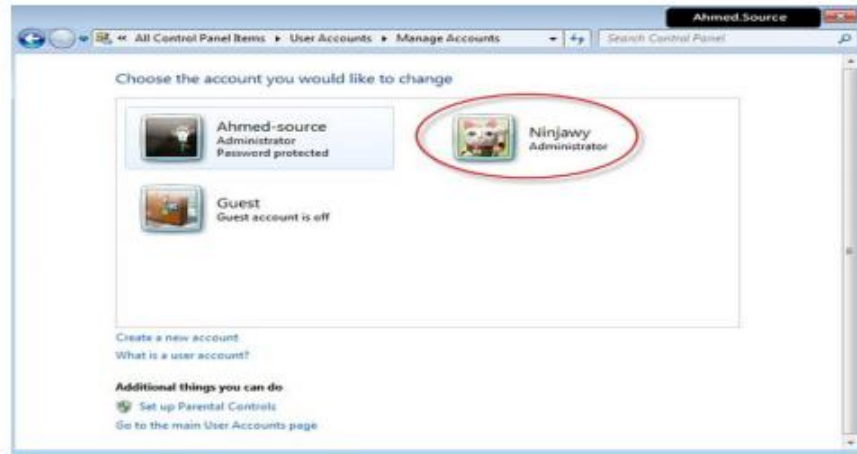 Ahmed.Source
« All Control Panel Items ▸ User Accounts ▸ Manage Accounts Search Control Panel
Choose the account you would like to change
Ahmed-source
Administrator
Password protected
Ninjawy
Administrator
Guest
Guest account is off
Create a new account
What is a user account?
Additional things you can do
Set up Parental Controls
Go to the main User Accounts page